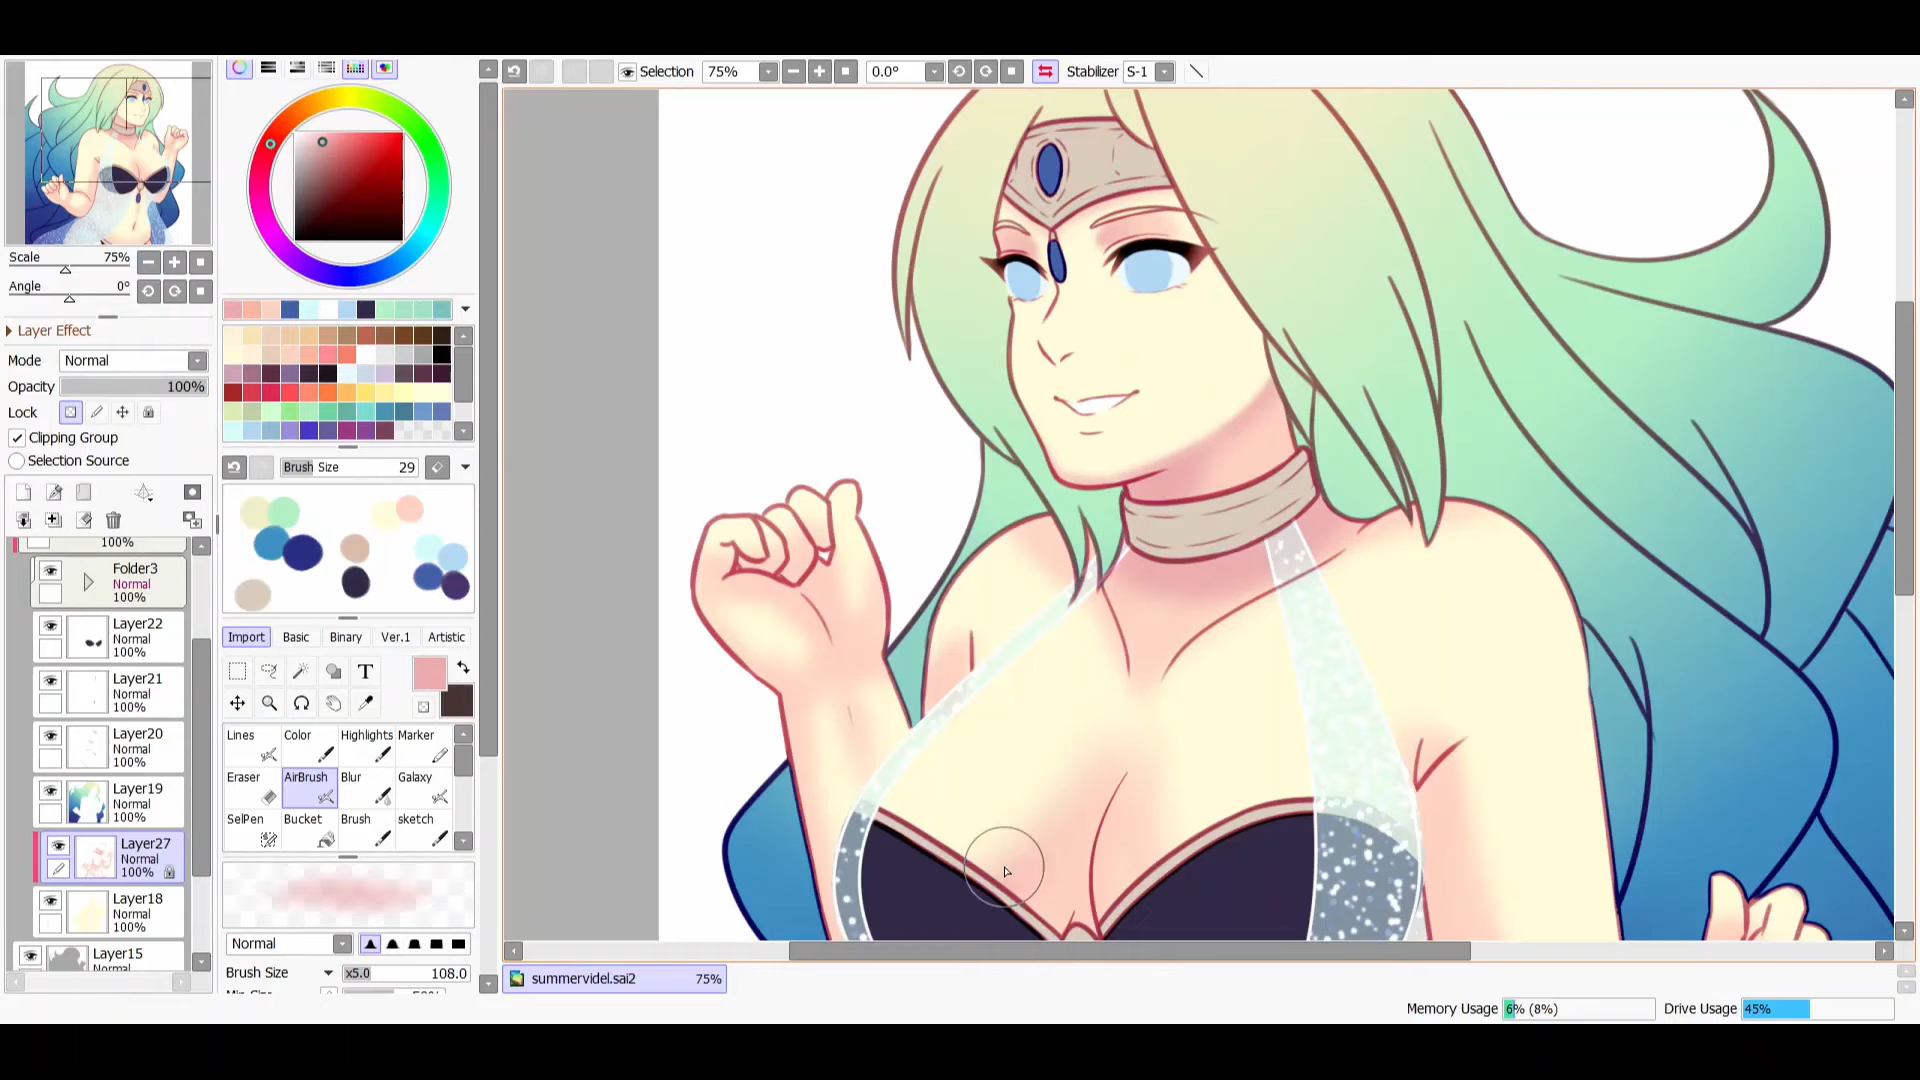 Selection 75% 0.0° Stabilizer S-1
Scale 75%
Angle 0°
Layer Effect
Mode Normal
Opacity 100%
Lock
Clipping Group
Selection Source
100%
Folder3
Normal
100%
Layer22
Normal
100%
Layer21
Normal
100%
Layer20
Normal
100%
Layer19
Normal
100%
Layer27
Normal
100%
Layer18
Normal
100%
Layer15
Normal
Brush Size 29
Import Basic Binary Ver.1 Artistic
T
Lines Color Highlights Marker
Eraser AirBrush Blur Galaxy
SelPen Bucket Brush sketch
Normal
Brush Size x5.0 108.0
summervidel.sai2 75%
Memory Usage 6% (8%) Drive Usage 45%